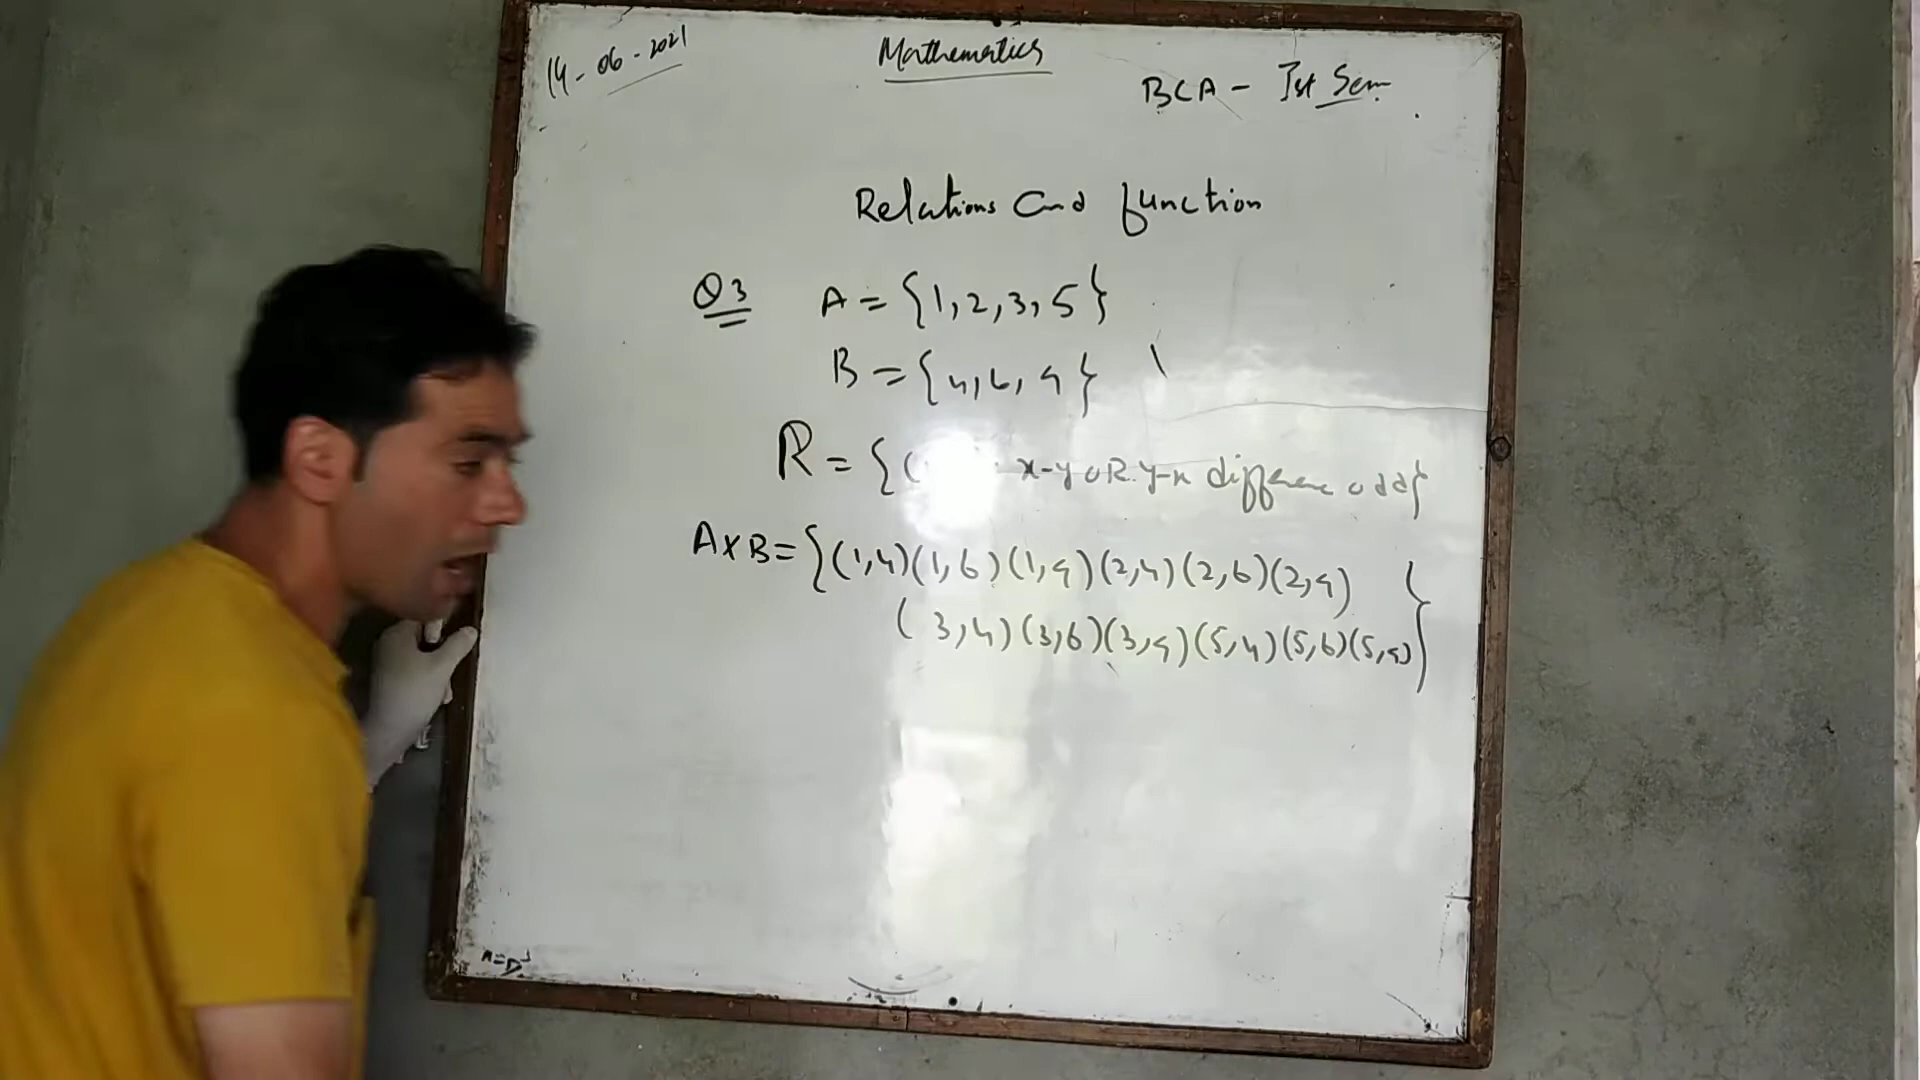 14-06-2021
Mathematics
BCA - Ist Sem
Relations and function
Q3 A = {1,2,3,5}
B = {4,6,9}
R = {( x-y OR y-x difference odd}
AxB = {(1,4)(1,6)(1,9)(2,4)(2,6)(2,9)
(3,4)(3,6)(3,9)(5,4)(5,6)(5,9)}